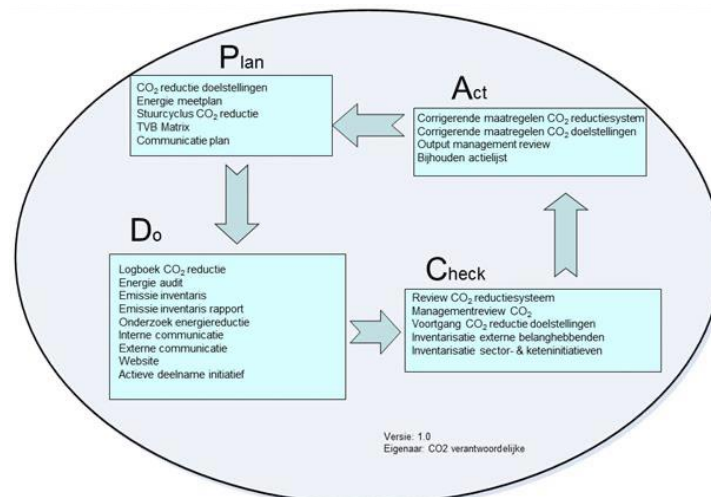 Plan
CO₂ reductie doelstellingen
Energie meetplan
Stuurcyclus CO₂ reductie
TVB Matrix
Communicatie plan
Act
Corrigerende maatregelen CO₂ reductiesystem
Corrigerende maatregelen CO₂ doelstellingen
Output management review
Bijhouden actielijst
Do
Logboek CO₂ reductie
Energie audit
Emissie inventaris
Emissie inventaris rapport
Onderzoek energiereductie
Interne communicatie
Externe communicatie
Website
Actieve deelname initiatief
Check
Review CO₂ reductiesysteem
Managementreview CO₂
Voortgang CO₂ reductie doelstellingen
Inventarisatie externe belanghebbenden
Inventarisatie sector- & keteninitiatieven
Versie: 1.0
Eigenaar: CO2 verantwoordelijke